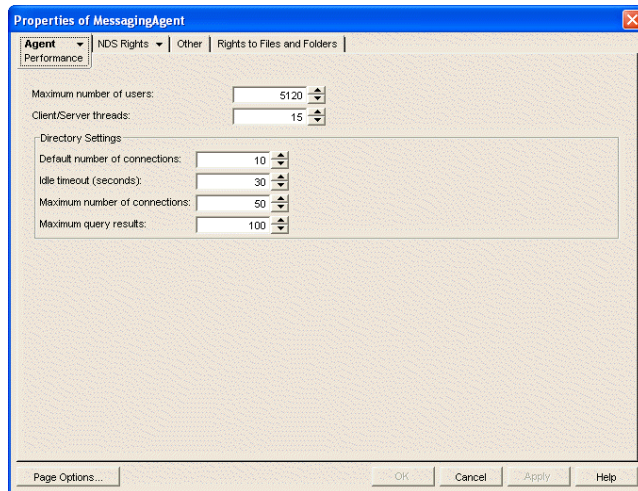 Properties of MessagingAgent
Agent NDS Rights Other Rights to Files and Folders
Performance
Maximum number of users: 5120
Client/Server threads: 15
Directory Settings
Default number of connections: 10
Idle timeout (seconds): 30
Maximum number of connections: 50
Maximum query results: 100
Page Options... OK Cancel Apply Help